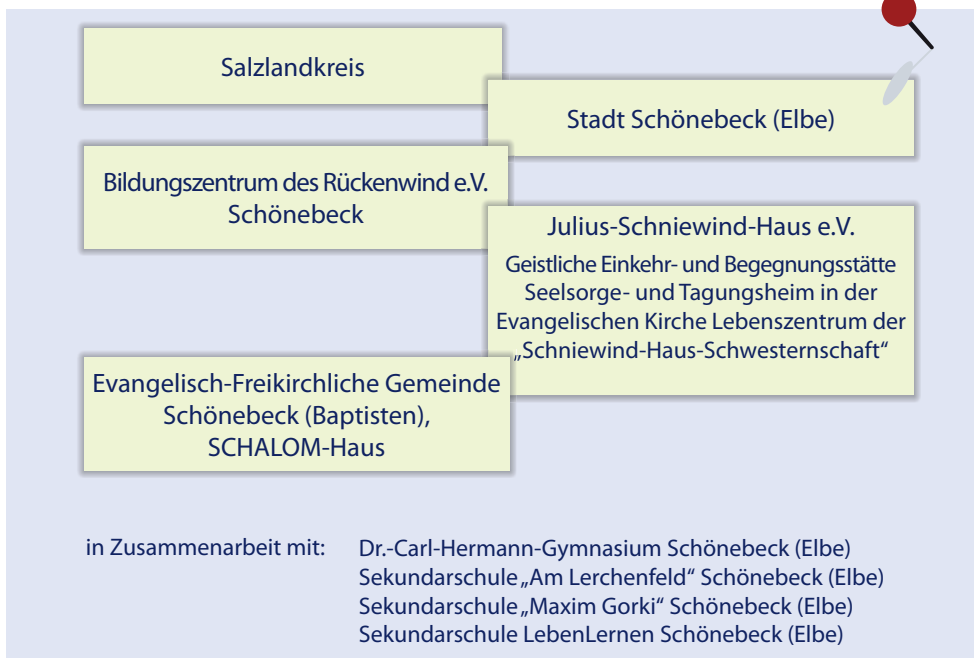 Salzlandkreis
Stadt Schönebeck (Elbe)
Bildungszentrum des Rückenwind e.V.
Schönebeck
Julius-Schniewind-Haus e.V.
Geistliche Einkehr- und Begegnungsstätte
Seelsorge- und Tagungsheim in der
Evangelischen Kirche Lebenszentrum der
„Schniewind-Haus-Schwesternschaft“
Evangelisch-Freikirchliche Gemeinde
Schönebeck (Baptisten),
SCHALOM-Haus
in Zusammenarbeit mit: Dr.-Carl-Hermann-Gymnasium Schönebeck (Elbe)
Sekundarschule „Am Lerchenfeld“ Schönebeck (Elbe)
Sekundarschule „Maxim Gorki“ Schönebeck (Elbe)
Sekundarschule LebenLernen Schönebeck (Elbe)